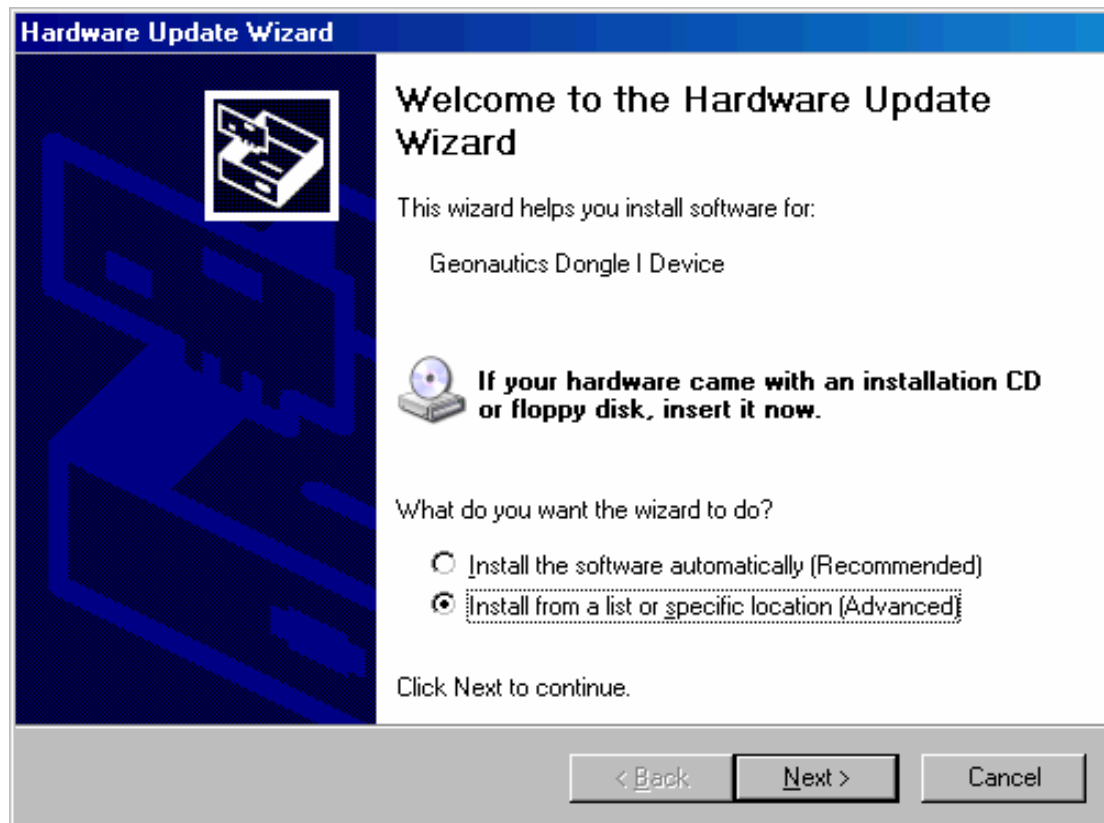 Hardware Update Wizard
Welcome to the Hardware Update
Wizard
This wizard helps you install software for:
Geonautics Dongle I Device
If your hardware came with an installation CD
or floppy disk, insert it now.
What do you want the wizard to do?
Install the software automatically (Recommended)
Install from a list or specific location (Advanced)
Click Next to continue.
< Back
Next >
Cancel